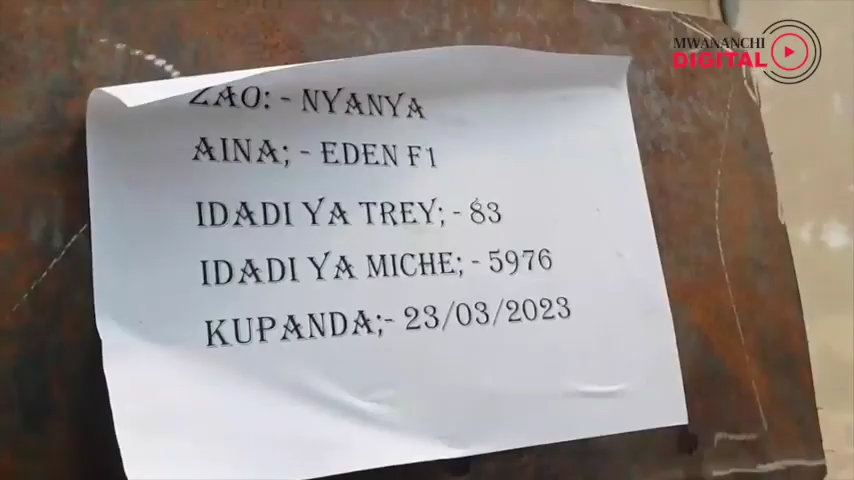 MWANANCHI
DIGITAL
ZAO: - NYANYA
AINA; - EDEN F1
IDADI YA TREY; - 83
IDADI YA MICHE; - 5976
KUPANDA;- 23/03/2023